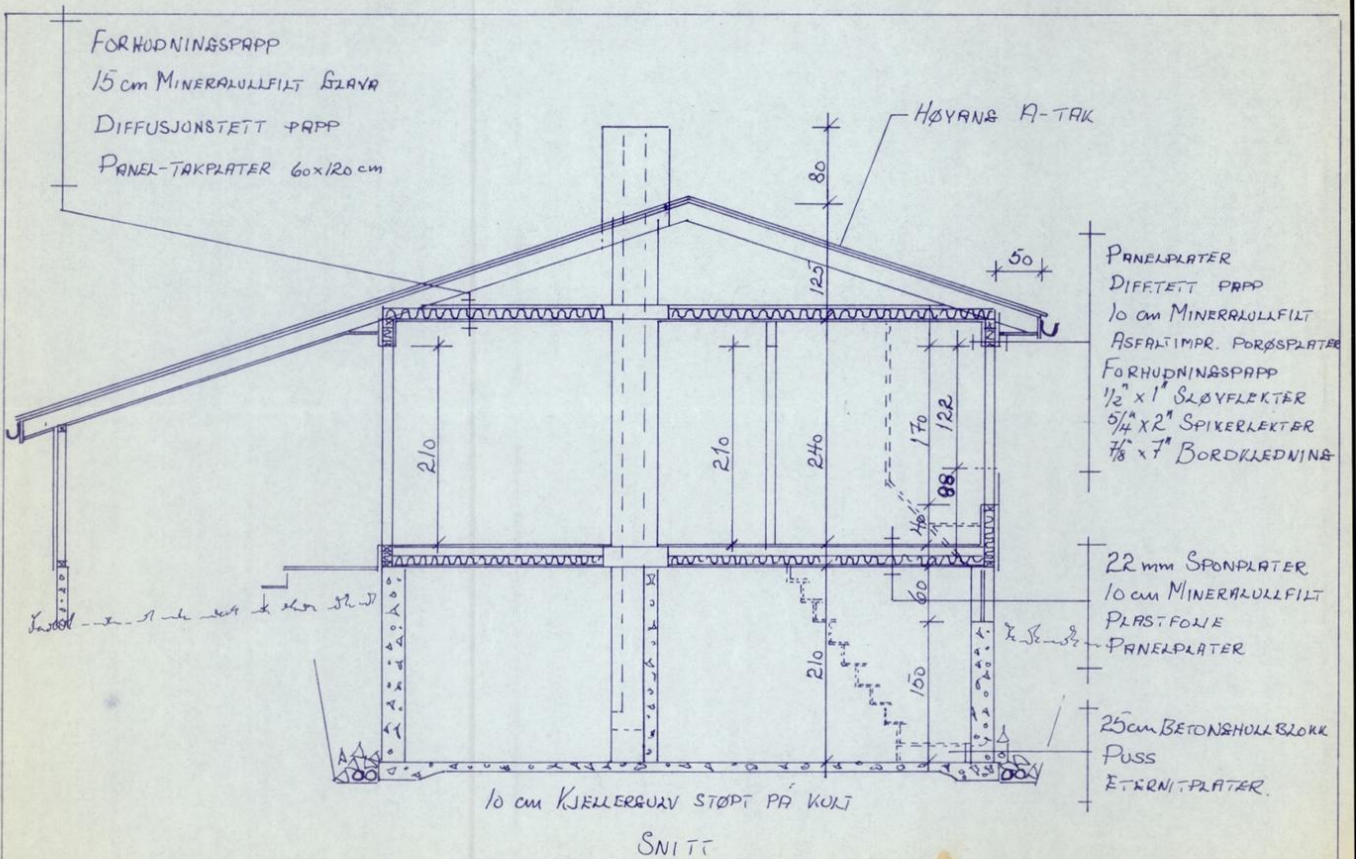 FORHUDNINGSPAPP
15 cm MINERALULLFILT GLAVA
DIFFUSJONSTETT PAPP
PANEL-TAKPLATER 60x120 cm
HØYANG A-TAK
80
125
50
PANELPLATER
DIFF.TETT PAPP
10 cm MINERALULLFILT
ASFALTIMPR. PORØSPLATER
FORHUDNINGSPAPP
1/2" x 1" SLØYFLEKTER
5/4" x 2" SPIKERLEKTER
7/8" x 7" BORDKLEDNING
210
210
240
170
122
88
40
60
210
150
22 mm SPONPLATER
10 cm MINERALULLFILT
PLASTFOLIE
PANELPLATER
25cm BETONGHULLBLOKK
PUSS
ETERNITPLATER.
10 cm KJELLERGULV STØPT PÅ KULT
SNITT